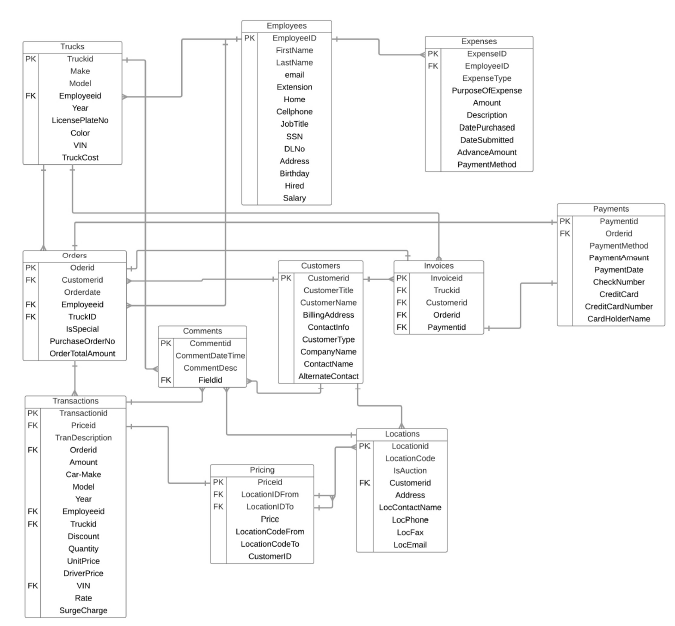 Employees
PK EmployeeID
FirstName
LastName
email
Extension
Home
Cellphone
JobTitle
SSN
DLNo
Address
Birthday
Hired
Salary
Expenses
PK ExpenseID
FK EmployeeID
ExpenseType
PurposeOfExpense
Amount
Description
DatePurchased
DateSubmitted
AdvanceAmount
PaymentMethod
Trucks
PK Truckid
Make
Model
FK Employeeid
Year
LicensePlateNo
Color
VIN
TruckCost
Payments
PK Paymentid
FK Orderid
PaymentMethod
PaymentAmount
PaymentDate
CheckNumber
CreditCard
CreditCardNumber
CardHolderName
Orders
PK Oderid
FK Customerid
Orderdate
FK Employeeid
FK TruckID
IsSpecial
PurchaseOrderNo
OrderTotalAmount
Customers
PK Customerid
CustomerTitle
CustomerName
BillingAddress
ContactInfo
CustomerType
CompanyName
ContactName
AlternateContact
Invoices
PK Invoiceid
FK Truckid
FK Customerid
FK Orderid
FK Paymentid
Comments
PK Commentid
CommentDateTime
CommentDesc
FK Fieldid
Transactions
PK Transactionid
FK Priceid
TranDescription
FK Orderid
Amount
Car-Make
Model
Year
FK Employeeid
FK Truckid
Discount
Quantity
UnitPrice
DriverPrice
FK VIN
Rate
SurgeCharge
Pricing
PK Priceid
FK LocationIDFrom
FK LocationIDTo
Price
LocationCodeFrom
LocationCodeTo
CustomerID
Locations
PK Locationid
LocationCode
IsAuction
FK Customerid
Address
LocContactName
LocPhone
LocFax
LocEmail